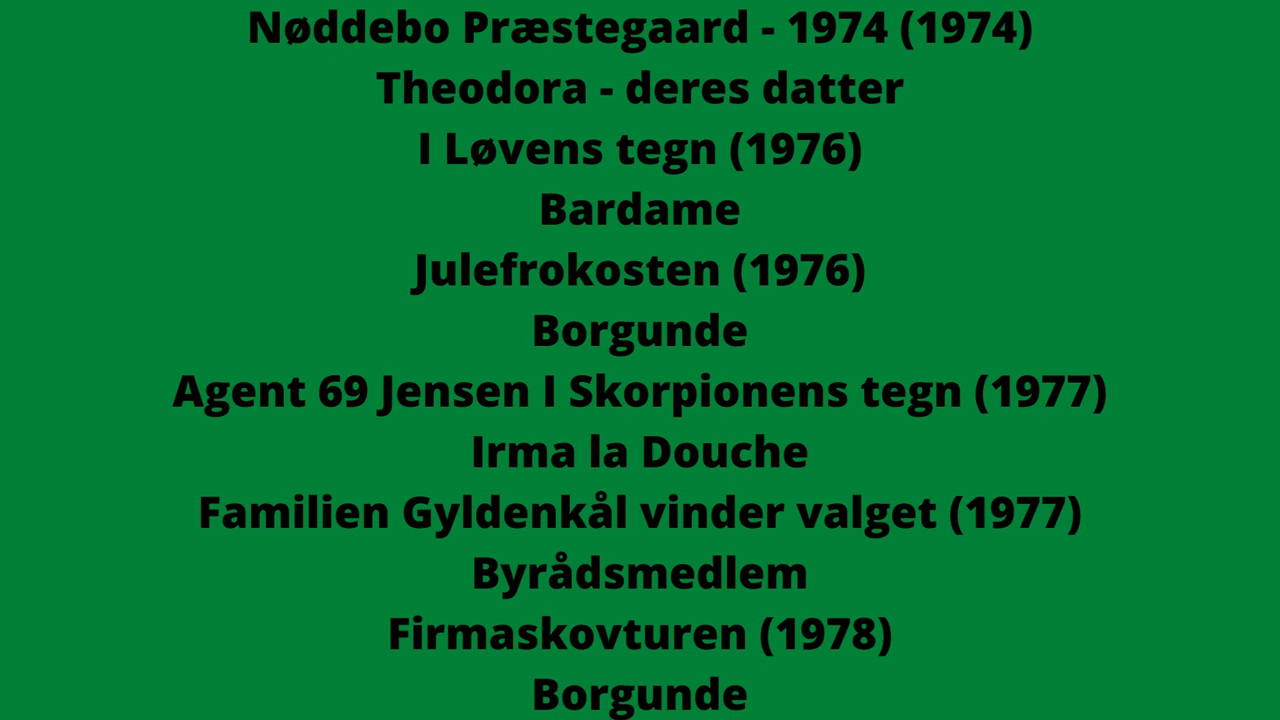 Nøddebo Præstegaard - 1974 (1974)
Theodora - deres datter
I Løvens tegn (1976)
Bardame
Julefrokosten (1976)
Borgunde
Agent 69 Jensen I Skorpionens tegn (1977)
Irma la Douche
Familien Gyldenkål vinder valget (1977)
Byrådsmedlem
Firmaskovturen (1978)
Borgunde